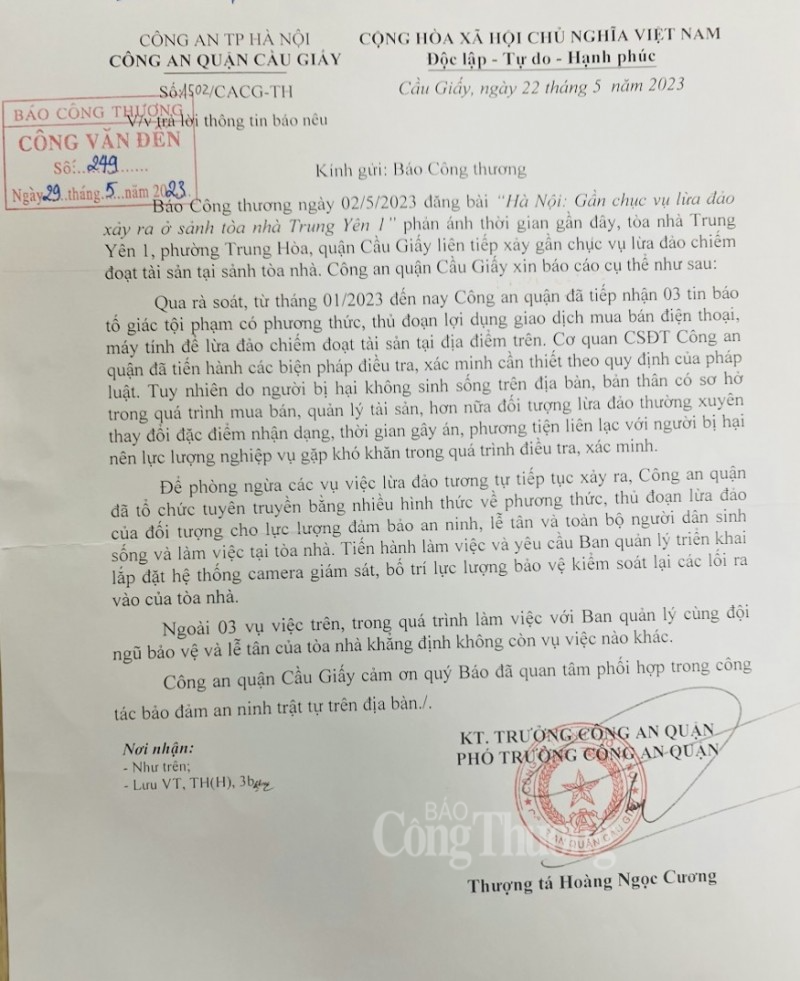 CÔNG AN TP HÀ NỘI
CÔNG AN QUẬN CẦU GIẤY
CỘNG HÒA XÃ HỘI CHỦ NGHĨA VIỆT NAM
Độc lập - Tự do - Hạnh phúc
Số:1502/CACG-TH
Cầu Giấy, ngày 22 tháng 5 năm 2023
V/v trả lời thông tin báo nêu
BÁO CÔNG THƯƠNG
CÔNG VĂN ĐẾN
Số:..249......
Ngày 29..tháng..5..năm 2023.
Kính gửi: Báo Công thương
Báo Công thương ngày 02/5/2023 đăng bài “Hà Nội: Gần chục vụ lừa đảo
xảy ra ở sảnh tòa nhà Trung Yên 1” phản ánh thời gian gần đây, tòa nhà Trung
Yên 1, phường Trung Hòa, quận Cầu Giấy liên tiếp xảy gần chục vụ lừa đảo chiếm
đoạt tài sản tại sảnh tòa nhà. Công an quận Cầu Giấy xin báo cáo cụ thể như sau:
Qua rà soát, từ tháng 01/2023 đến nay Công an quận đã tiếp nhận 03 tin báo
tố giác tội phạm có phương thức, thủ đoạn lợi dụng giao dịch mua bán điện thoại,
máy tính để lừa đảo chiếm đoạt tài sản tại địa điểm trên. Cơ quan CSĐT Công an
quận đã tiến hành các biện pháp điều tra, xác minh cần thiết theo quy định của pháp
luật. Tuy nhiên do người bị hại không sinh sống trên địa bàn, bản thân có sơ hở
trong quá trình mua bán, quản lý tài sản, hơn nữa đối tượng lừa đảo thường xuyên
thay đổi đặc điểm nhận dạng, thời gian gây án, phương tiện liên lạc với người bị hại
nên lực lượng nghiệp vụ gặp khó khăn trong quá trình điều tra, xác minh.
Để phòng ngừa các vụ việc lừa đảo tương tự tiếp tục xảy ra, Công an quận
đã tổ chức tuyên truyền bằng nhiều hình thức về phương thức, thủ đoạn lừa đảo
của đối tượng cho lực lượng đảm bảo an ninh, lễ tân và toàn bộ người dân sinh
sống và làm việc tại tòa nhà. Tiến hành làm việc và yêu cầu Ban quản lý triển khai
lắp đặt hệ thống camera giám sát, bố trí lực lượng bảo vệ kiểm soát lại các lối ra
vào của tòa nhà.
Ngoài 03 vụ việc trên, trong quá trình làm việc với Ban quản lý cùng đội
ngũ bảo vệ và lễ tân của tòa nhà khẳng định không còn vụ việc nào khác.
Công an quận Cầu Giấy cảm ơn quý Báo đã quan tâm phối hợp trong công
tác bảo đảm an ninh trật tự trên địa bàn./.
Nơi nhận:
- Như trên;
- Lưu VT, TH(H), 3b
KT. TRƯỞNG CÔNG AN QUẬN
PHÓ TRƯỞNG CÔNG AN QUẬN
AN QUẬN CẦU GIẤY
BÁO
Công Thương
Thượng tá Hoàng Ngọc Cương